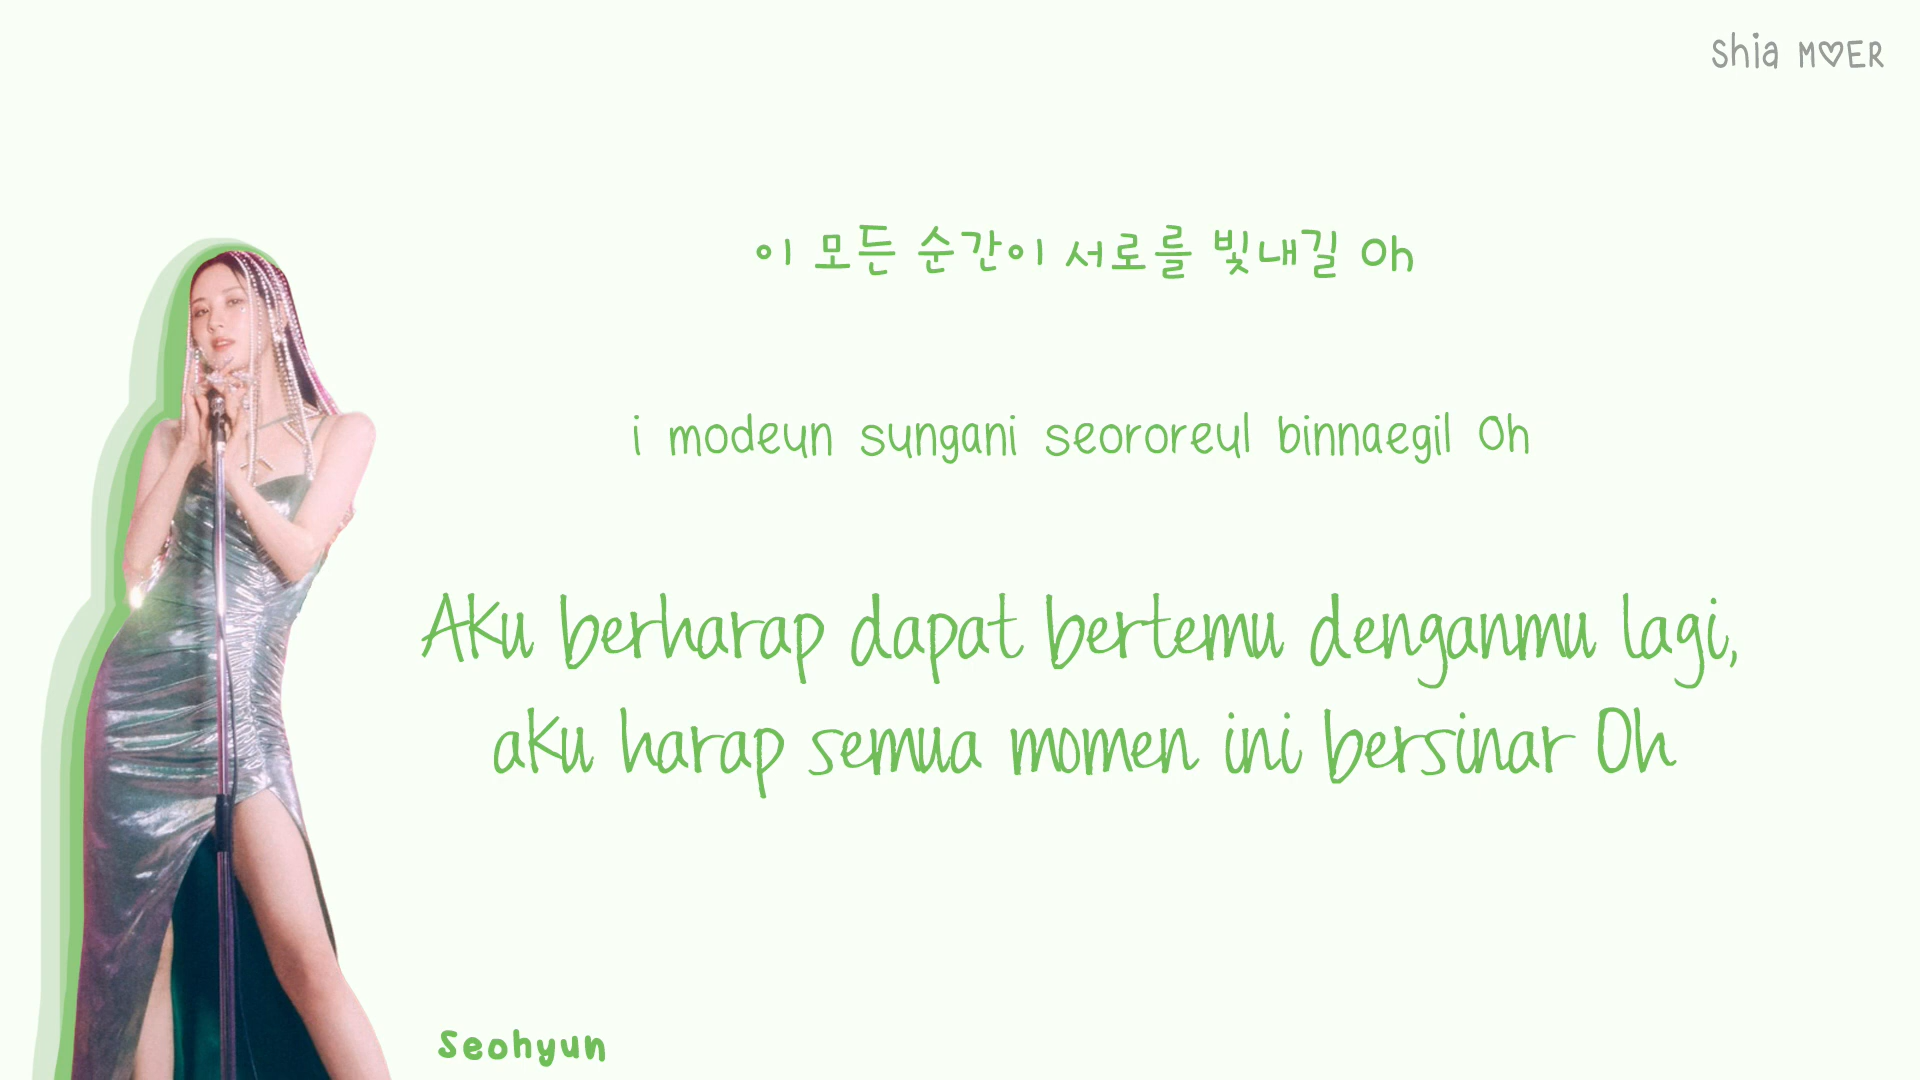 Shia M♡ER
이 모든 순간이 서로를 빛내길 Oh
i modeun sungani seororeul binnaegil Oh
Aku berharap dapat bertemu denganmu lagi,
aku harap semua momen ini bersinar Oh
Seohyun